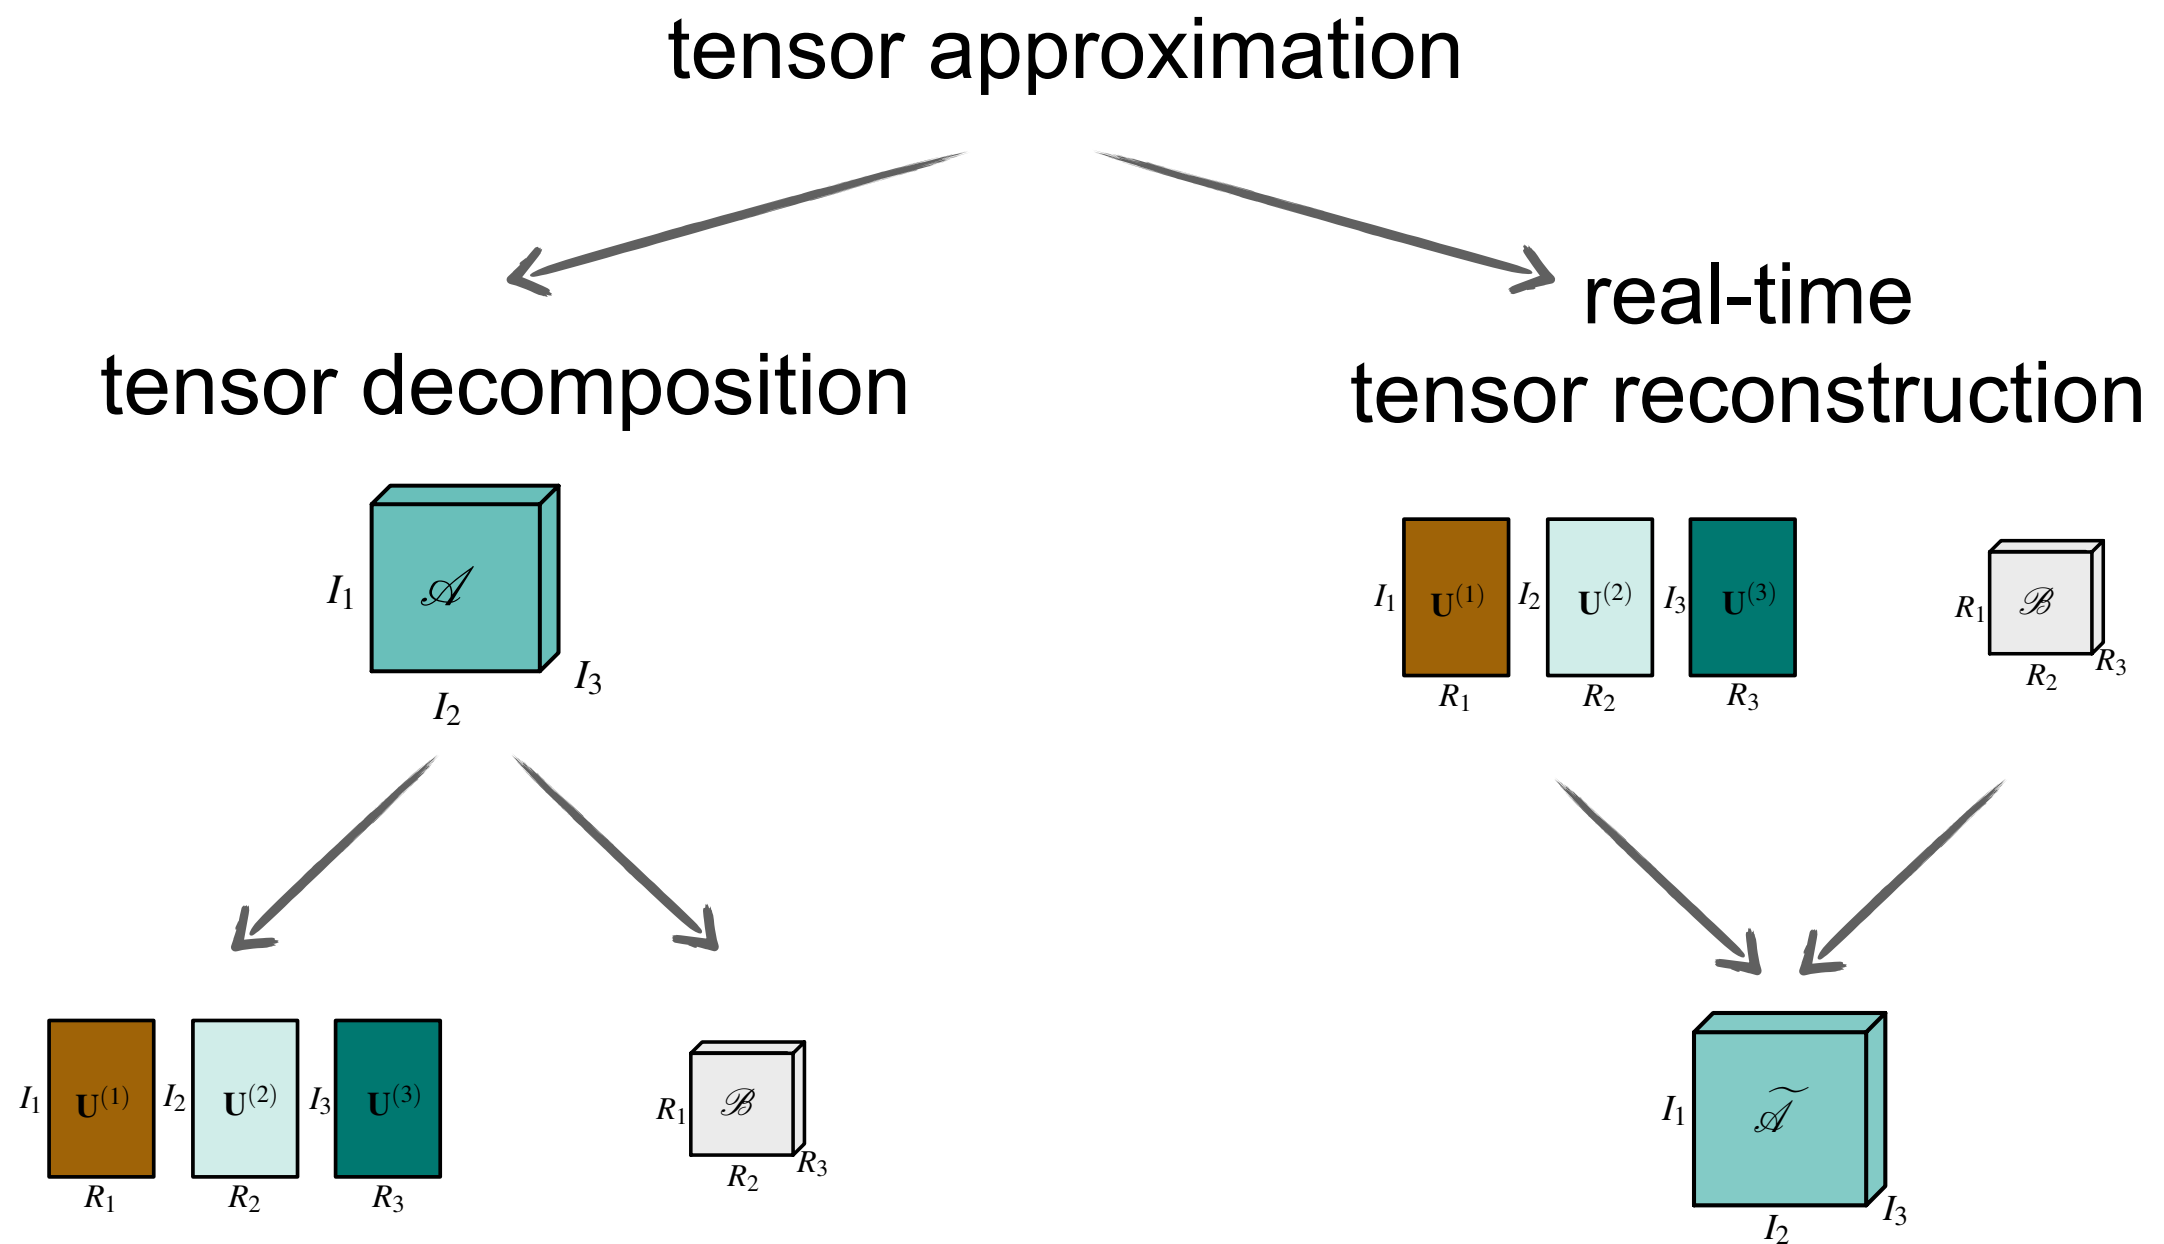 tensor approximation
tensor decomposition
real-time
tensor reconstruction
𝒜
I₁
I₂
I₃
I₁ U⁽¹⁾ I₂ U⁽²⁾ I₃ U⁽³⁾
R₁ R₂ R₃
R₁ ℬ
R₂ R₃
I₁ U⁽¹⁾ I₂ U⁽²⁾ I₃ U⁽³⁾
R₁ R₂ R₃
R₁ ℬ
R₂ R₃
I₁ 𝒜̃
I₂ I₃